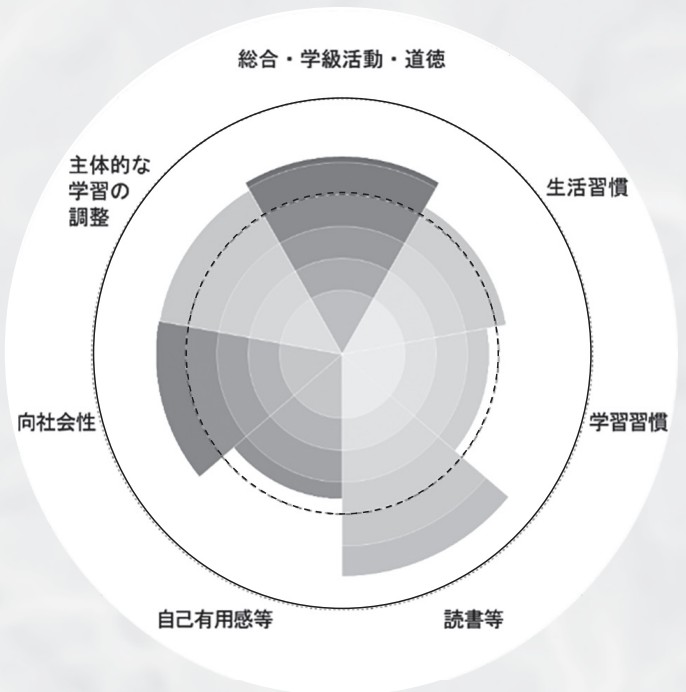 総合・学級活動・道徳
主体的な
学習の
調整
生活習慣
向社会性
学習習慣
自己有用感等
読書等